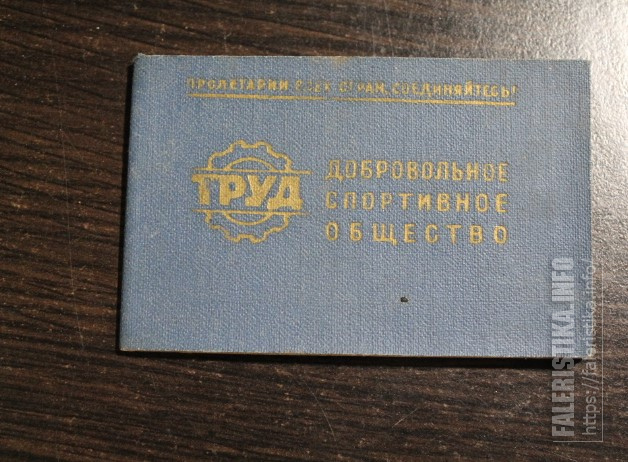 ПРОЛЕТАРИИ ВСЕХ СТРАН, СОЕДИНЯЙТЕСЬ!
ТРУД
ДОБРОВОЛЬНОЕ
СПОРТИВНОЕ
ОБЩЕСТВО
FALERISTIKA.INFO
https://faleristika.info/